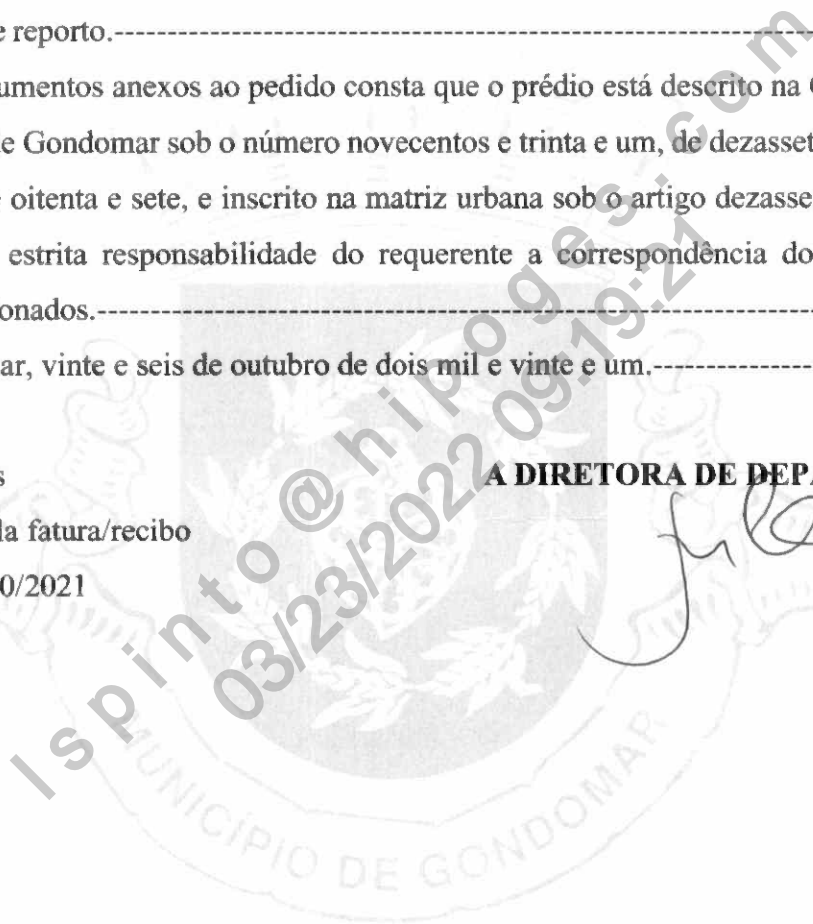 e reporto.
umentos anexos ao pedido consta que o prédio está descrito na
e Gondomar sob o número novecentos e trinta e um, de dezasset
oitenta e sete, e inscrito na matriz urbana sob o artigo dezasse
estrita responsabilidade do requerente a correspondência do
onados.
ar, vinte e seis de outubro de dois mil e vinte e um.
s
A DIRETORA DE DEPA
la fatura/recibo
0/2021
lspinto@hipoges.com
03/23/2022 09:19:21
MUNICÍPIO DE GONDOMAR